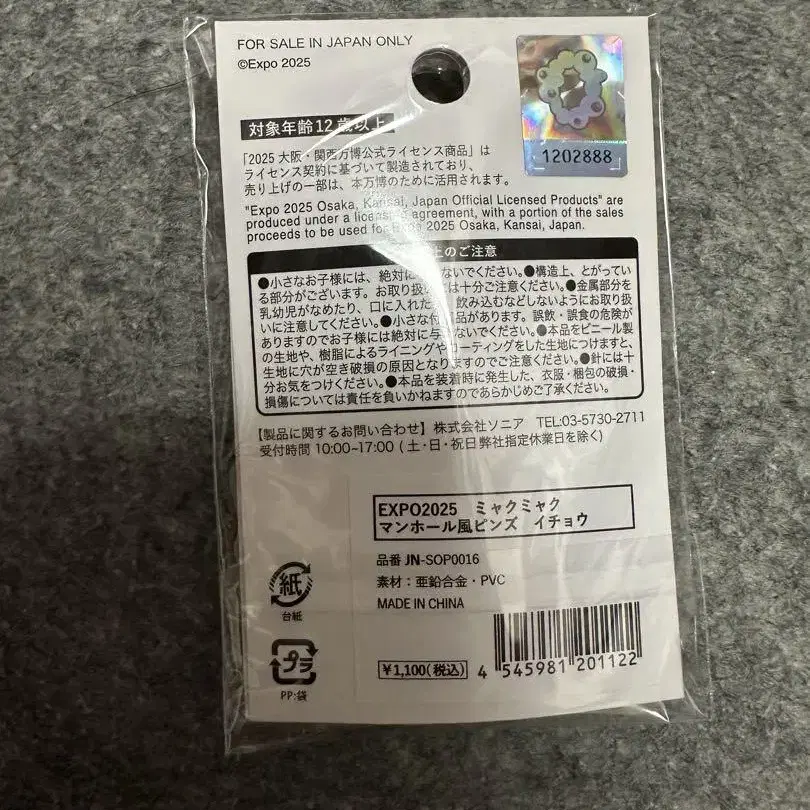 FOR SALE IN JAPAN ONLY
©Expo 2025
1202888
対象年齢12歳以上
「2025 大阪・関西万博公式ライセンス商品」は
ライセンス契約に基づいて製造されており、
売り上げの一部は、本万博のために活用されます。
"Expo 2025 Osaka, Kansai, Japan Official Licensed Products" are
produced under a licensing agreement, with a portion of the sales
proceeds to be used for Expo 2025 Osaka, Kansai, Japan.
上のご注意
●小さなお子様には、絶対に ないでください。●構造上、とがってい
る部分がございます。お取り扱い は十分ご注意ください。●金属部分を
乳幼児がなめたり、口に入れた 飲み込むなどしないようにお取り扱
いに注意してください。●小さな付 品があります。誤飲・誤食の危険が
ありますのでお子様には絶対に与 ないでください。●本品をビニール製
の生地や、樹脂によるライニングや コーティングをした生地につけますと、
生地に穴が空き破損の原因となりますのでご注意ください。●針には十
分お気をつけください。●本品を装着時に発生した、衣服・梱包の破損・
損傷については責任を負いかねますのであらかじめご了承ください。
【製品に関するお問い合わせ】株式会社ソニア TEL:03-5730-2711
受付時間 10:00~17:00 ( 土・日・祝日弊社指定休業日を除く)
EXPO2025 ミャクミャク
マンホール風ピンズ イチョウ
品番 JN-SOP0016
素材：亜鉛合金・PVC
MADE IN CHINA
紙
台紙
プラ
PP:袋
￥1,100(税込)
4 545981 201122